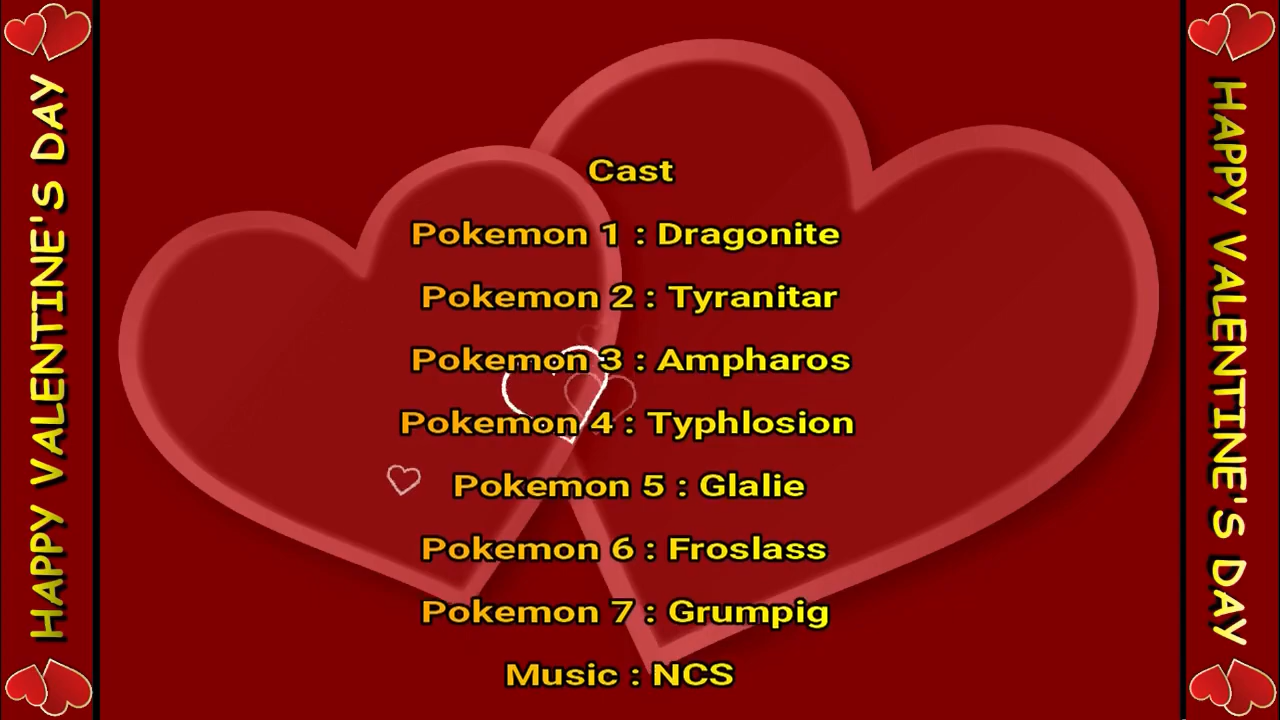 HAPPY VALENTINE'S DAY
Cast
Pokemon 1 : Dragonite
Pokemon 2 : Tyranitar
Pokemon 3 : Ampharos
Pokemon 4 : Typhlosion
Pokemon 5 : Glalie
Pokemon 6 : Froslass
Pokemon 7 : Grumpig
Music : NCS
HAPPY VALENTINE'S DAY